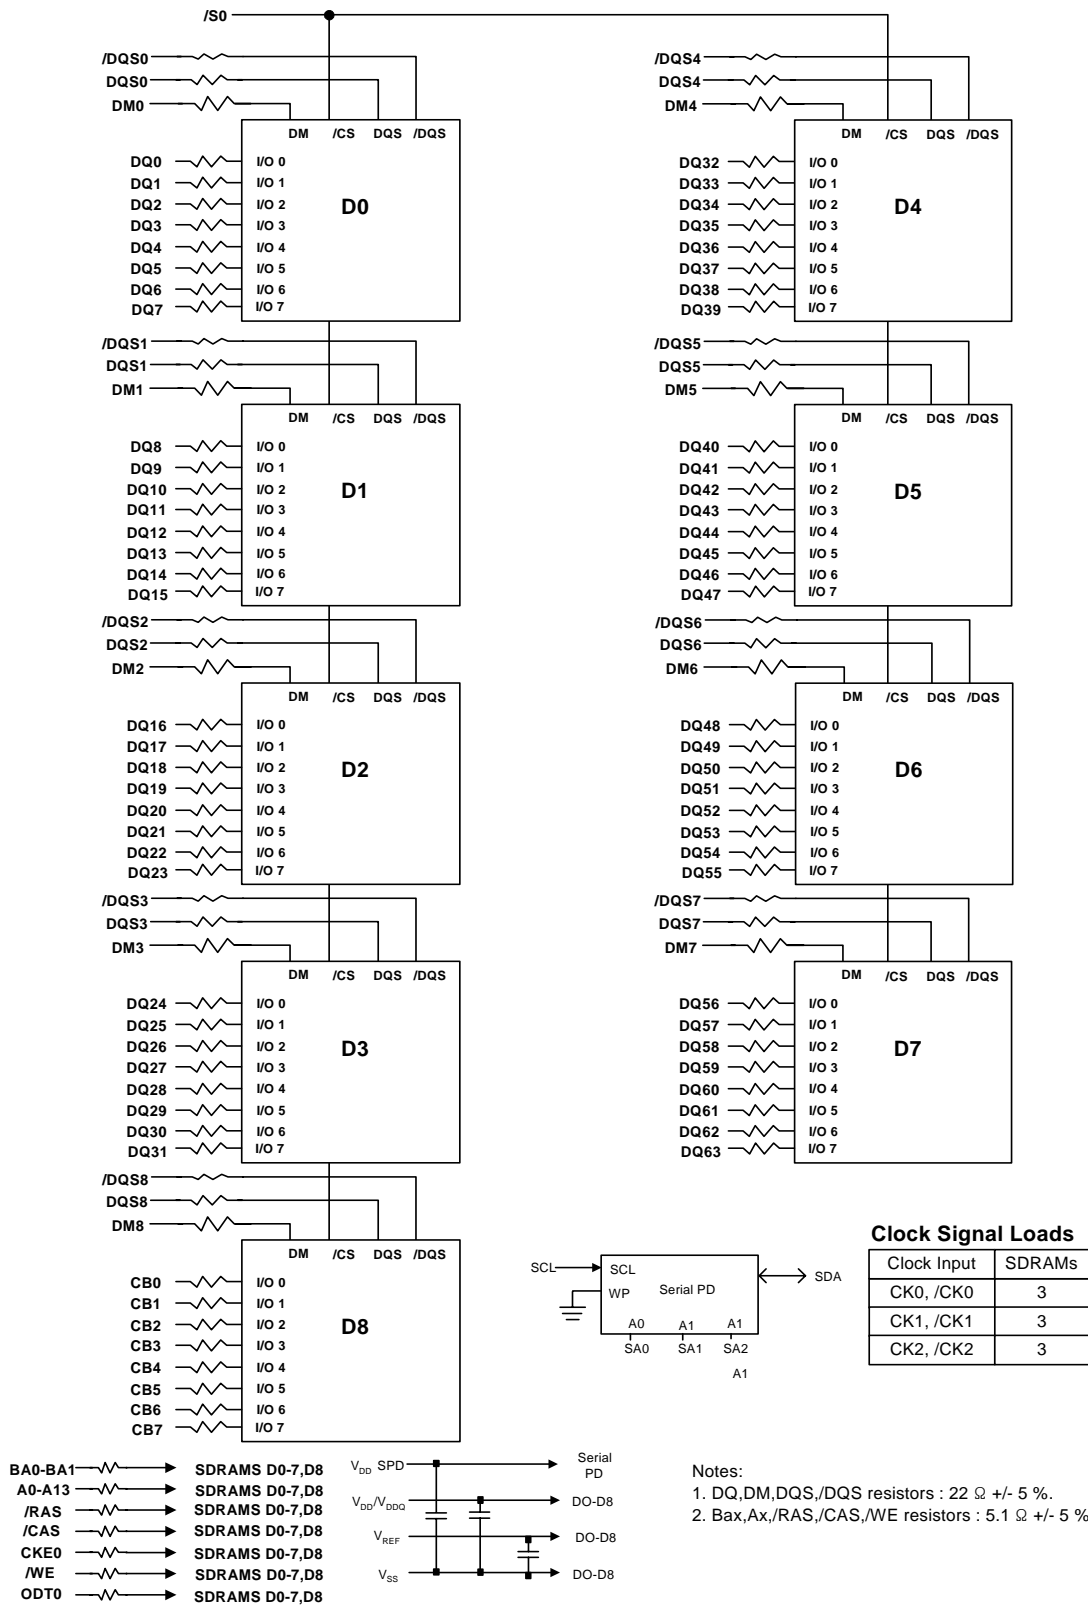 /S0
/DQS0
DQS0
DM0
DM /CS DQS /DQS
DQ0 I/O 0
DQ1 I/O 1
DQ2 I/O 2
DQ3 I/O 3
DQ4 I/O 4
DQ5 I/O 5
DQ6 I/O 6
DQ7 I/O 7
D0
/DQS1
DQS1
DM1
DM /CS DQS /DQS
DQ8 I/O 0
DQ9 I/O 1
DQ10 I/O 2
DQ11 I/O 3
DQ12 I/O 4
DQ13 I/O 5
DQ14 I/O 6
DQ15 I/O 7
D1
/DQS2
DQS2
DM2
DM /CS DQS /DQS
DQ16 I/O 0
DQ17 I/O 1
DQ18 I/O 2
DQ19 I/O 3
DQ20 I/O 4
DQ21 I/O 5
DQ22 I/O 6
DQ23 I/O 7
D2
/DQS3
DQS3
DM3
DM /CS DQS /DQS
DQ24 I/O 0
DQ25 I/O 1
DQ26 I/O 2
DQ27 I/O 3
DQ28 I/O 4
DQ29 I/O 5
DQ30 I/O 6
DQ31 I/O 7
D3
/DQS8
DQS8
DM8
DM /CS DQS /DQS
CB0 I/O 0
CB1 I/O 1
CB2 I/O 2
CB3 I/O 3
CB4 I/O 4
CB5 I/O 5
CB6 I/O 6
CB7 I/O 7
D8
/DQS4
DQS4
DM4
DM /CS DQS /DQS
DQ32 I/O 0
DQ33 I/O 1
DQ34 I/O 2
DQ35 I/O 3
DQ36 I/O 4
DQ37 I/O 5
DQ38 I/O 6
DQ39 I/O 7
D4
/DQS5
DQS5
DM5
DM /CS DQS /DQS
DQ40 I/O 0
DQ41 I/O 1
DQ42 I/O 2
DQ43 I/O 3
DQ44 I/O 4
DQ45 I/O 5
DQ46 I/O 6
DQ47 I/O 7
D5
/DQS6
DQS6
DM6
DM /CS DQS /DQS
DQ48 I/O 0
DQ49 I/O 1
DQ50 I/O 2
DQ51 I/O 3
DQ52 I/O 4
DQ53 I/O 5
DQ54 I/O 6
DQ55 I/O 7
D6
/DQS7
DQS7
DM7
DM /CS DQS /DQS
DQ56 I/O 0
DQ57 I/O 1
DQ58 I/O 2
DQ59 I/O 3
DQ60 I/O 4
DQ61 I/O 5
DQ62 I/O 6
DQ63 I/O 7
D7
SCL SCL
WP Serial PD
SDA
A0 A1 A1
SA0 SA1 SA2
A1
Clock Signal Loads
Clock Input SDRAMs
CK0, /CK0 3
CK1, /CK1 3
CK2, /CK2 3
BA0-BA1 SDRAMS D0-7,D8
A0-A13 SDRAMS D0-7,D8
/RAS SDRAMS D0-7,D8
/CAS SDRAMS D0-7,D8
CKE0 SDRAMS D0-7,D8
/WE SDRAMS D0-7,D8
ODT0 SDRAMS D0-7,D8
VDD SPD Serial PD
VDD/VDDQ DO-D8
VREF DO-D8
VSS DO-D8
Notes:
1. DQ,DM,DQS,/DQS resistors : 22 Ω +/- 5 %.
2. Bax,Ax,/RAS,/CAS,/WE resistors : 5.1 Ω +/- 5 %